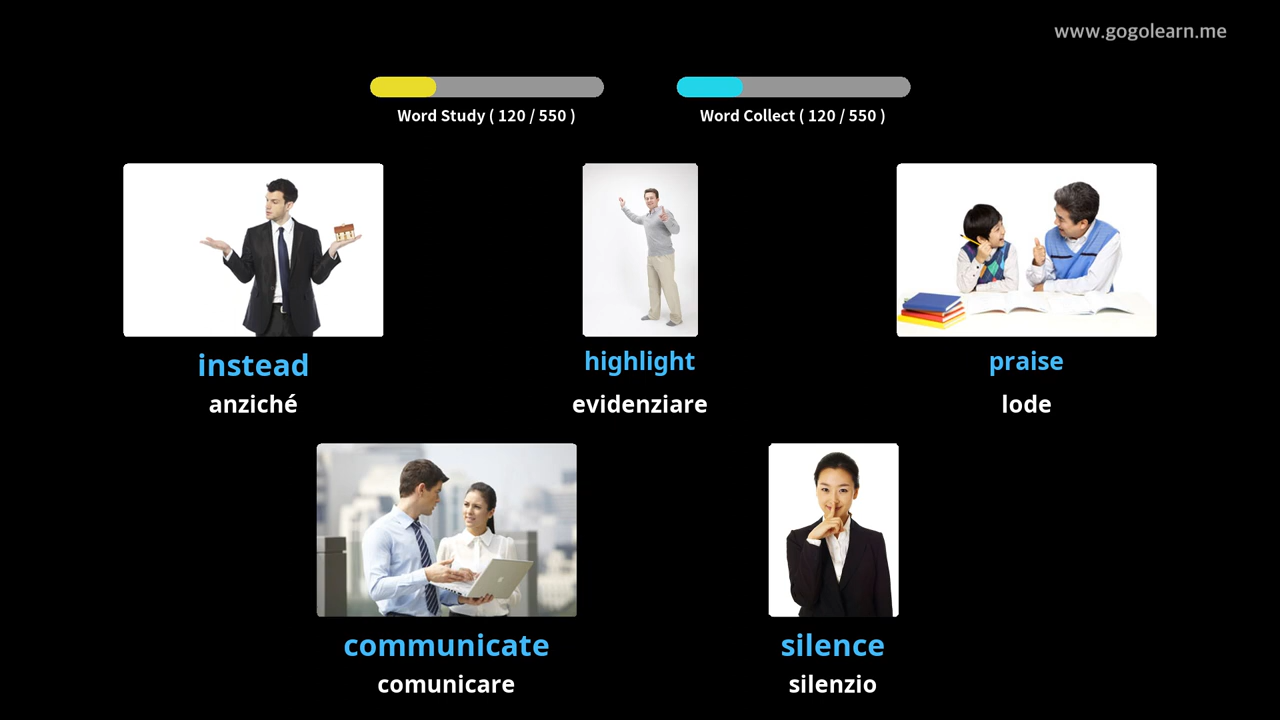 www.gogolearn.me
Word Study ( 120 / 550 )
Word Collect ( 120 / 550 )
instead
anziché
highlight
evidenziare
praise
lode
communicate
comunicare
silence
silenzio